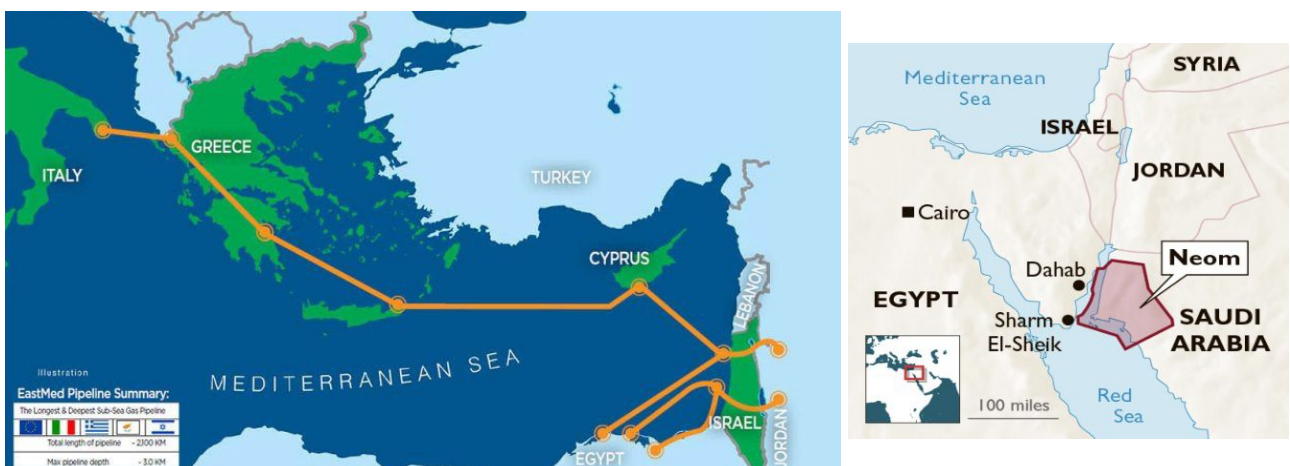 ITALY
GREECE
TURKEY
CYPRUS
LEBANON
MEDITERRANEAN SEA
ISRAEL
JORDAN
EGYPT
Illustration
EastMed Pipeline Summary:
The Longest & Deepest Sub-Sea Gas Pipeline
Total length of pipeline - 2,100 KM
Max pipeline depth - 3.0 KM
Mediterranean
Sea
SYRIA
ISRAEL
JORDAN
Cairo
Neom
Dahab
EGYPT
Sharm
El-Sheik
SAUDI
ARABIA
100 miles
Red
Sea